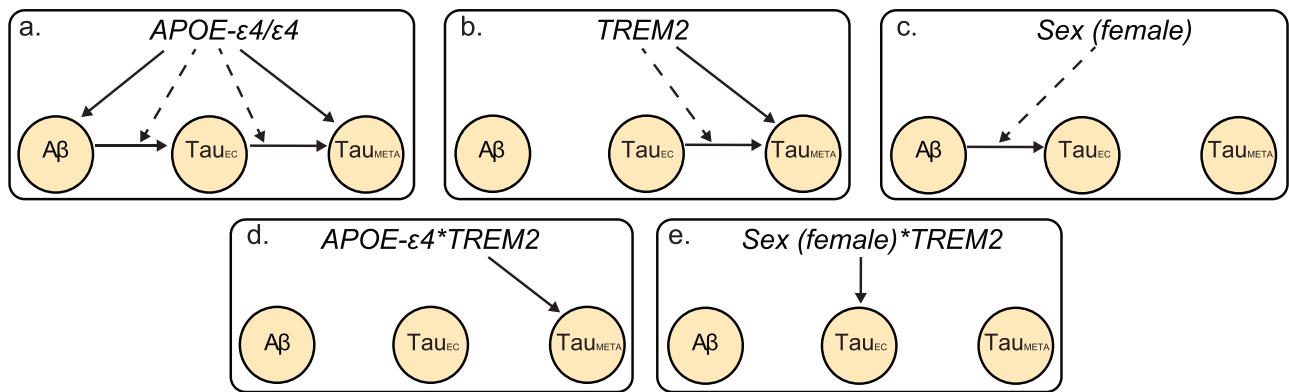 a. APOE-ε4/ε4
Aβ TauEC TauMETA
b. TREM2
Aβ TauEC TauMETA
c. Sex (female)
Aβ TauEC TauMETA
d. APOE-ε4*TREM2
Aβ TauEC TauMETA
e. Sex (female)*TREM2
Aβ TauEC TauMETA